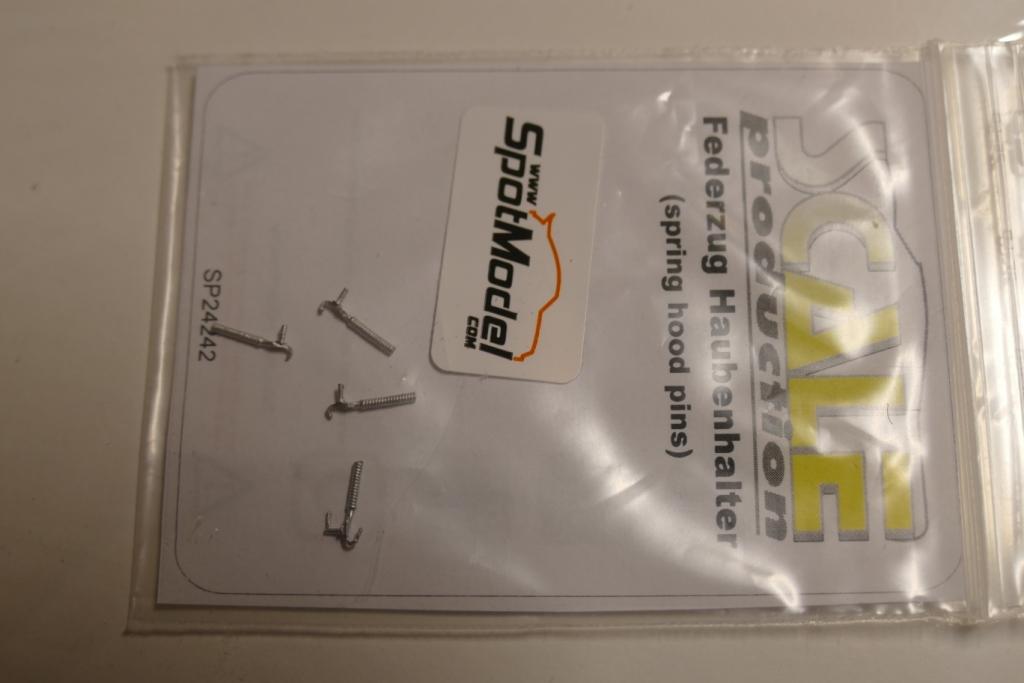 SCALE
production
Federzug Haubenhalter
(spring hood pins)
www
SpotModel
.COM
SP24242